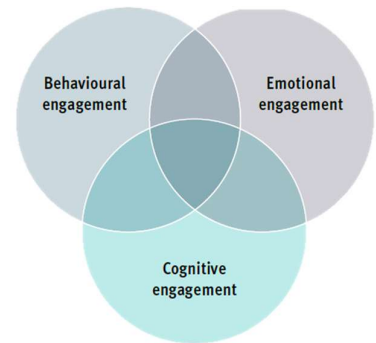 Behavioural
engagement
Emotional
engagement
Cognitive
engagement